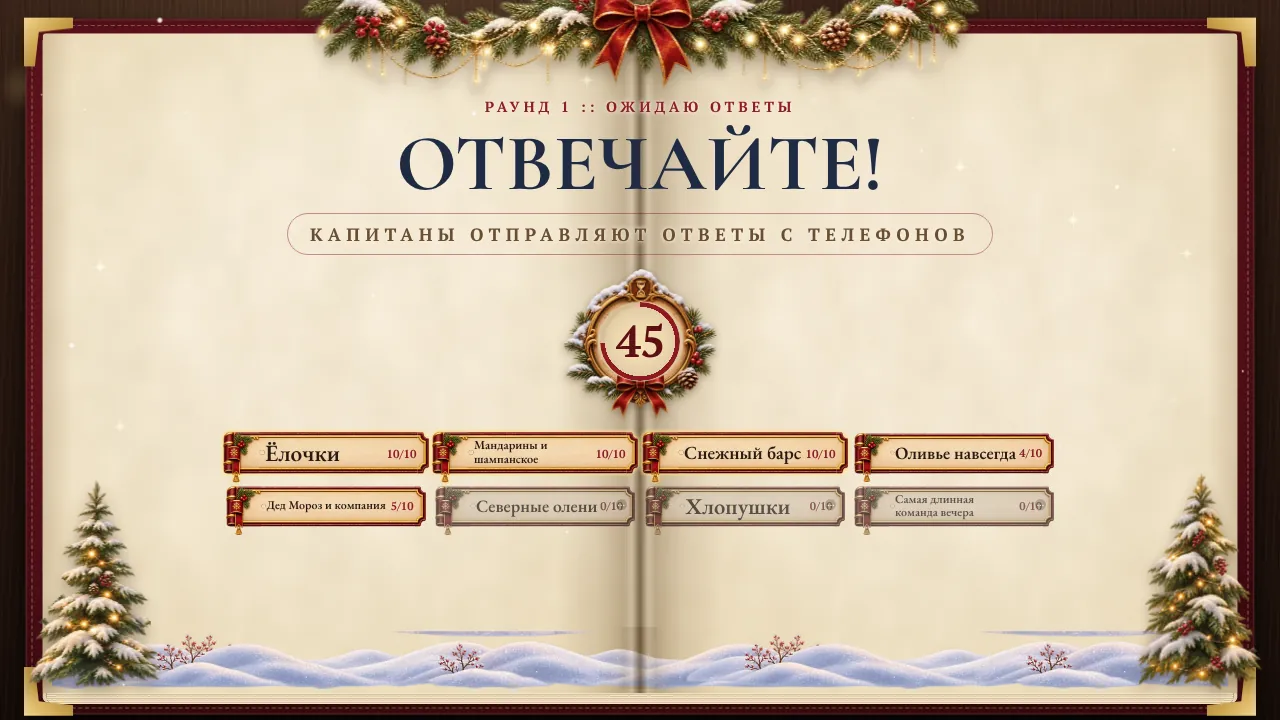 РАУНД 1 :: ОЖИДАЮ ОТВЕТЫ
ОТВЕЧАЙТЕ!
КАПИТАНЫ ОТПРАВЛЯЮТ ОТВЕТЫ С ТЕЛЕФОНОВ
45
Ёлочки 10/10
Мандарины и
шампанское 10/10
Снежный барс 10/10
Оливье навсегда 4/10
Дед Мороз и компания 5/10
Северные олени 0/10
Хлопушки 0/10
Самая длинная
команда вечера 0/10